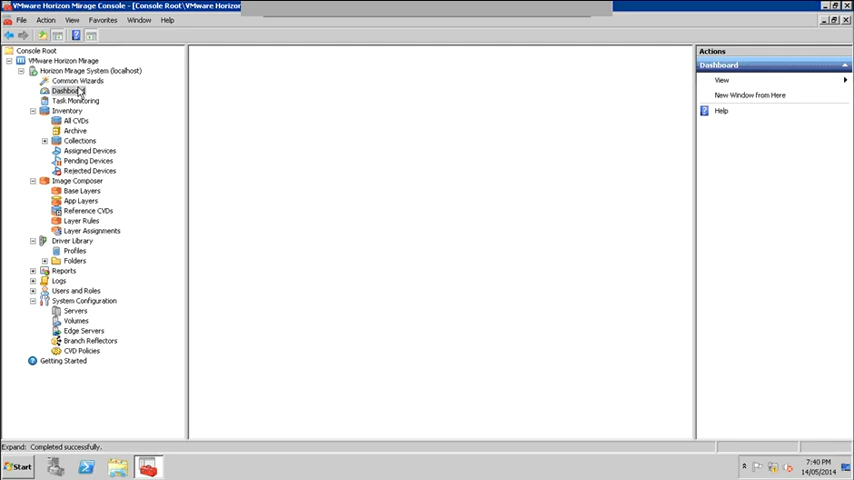 VMware Horizon Mirage Console - [Console Root\VMware Horizon
File Action View Favorites Window Help
Console Root
VMware Horizon Mirage
Horizon Mirage System (localhost)
Common Wizards
Dashboard
Task Monitoring
Inventory
All CVDs
Archive
Collections
Assigned Devices
Pending Devices
Rejected Devices
Image Composer
Base Layers
App Layers
Reference CVDs
Layer Rules
Layer Assignments
Driver Library
Profiles
Folders
Reports
Logs
Users and Roles
System Configuration
Servers
Volumes
Edge Servers
Branch Reflectors
CVD Policies
Getting Started
Actions
Dashboard
View
New Window from Here
Help
Expand: Completed successfully.
Start
7:40 PM
14/05/2014